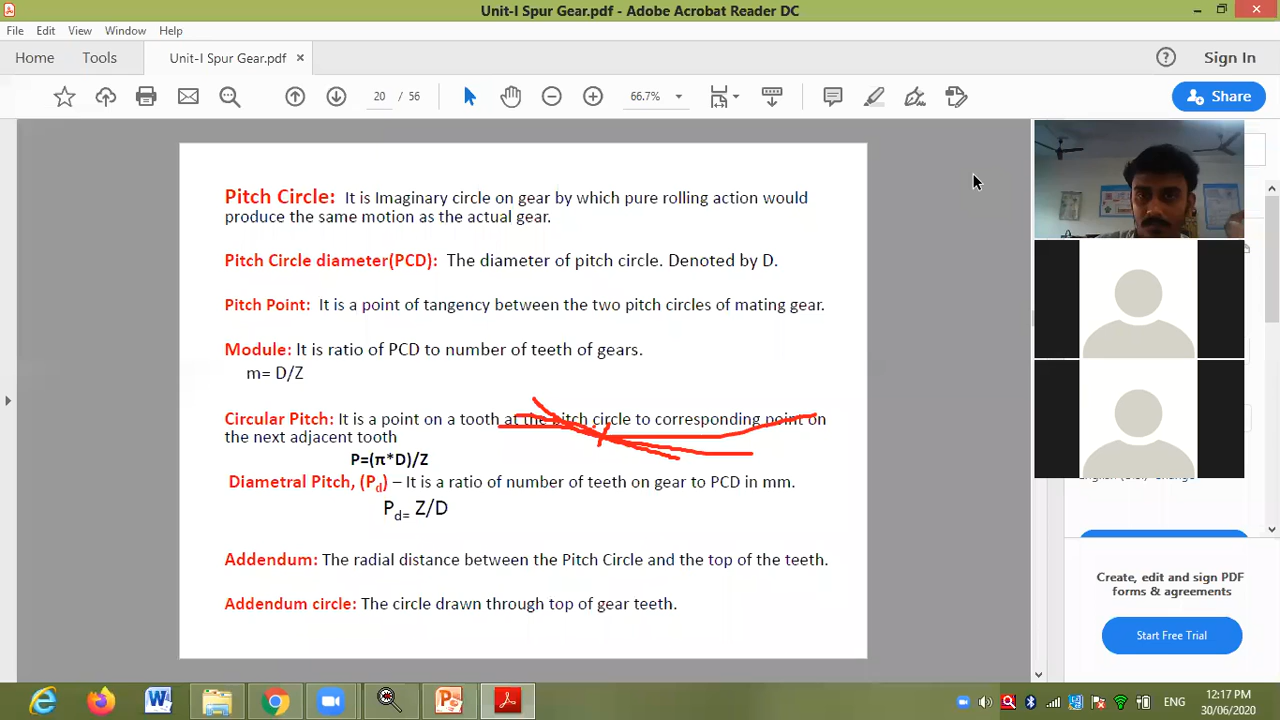 Unit-I Spur Gear.pdf - Adobe Acrobat Reader DC
File Edit View Window Help
Home Tools Unit-I Spur Gear.pdf × Sign In
20 / 56 66.7% Share
Pitch Circle: It is Imaginary circle on gear by which pure rolling action would
produce the same motion as the actual gear.
Pitch Circle diameter(PCD): The diameter of pitch circle. Denoted by D.
Pitch Point: It is a point of tangency between the two pitch circles of mating gear.
Module: It is ratio of PCD to number of teeth of gears.
m= D/Z
Circular Pitch: It is a point on a tooth at the pitch circle to corresponding point on
the next adjacent tooth
P=(π*D)/Z
Diametral Pitch, (Pd) – It is a ratio of number of teeth on gear to PCD in mm.
Pd= Z/D
Addendum: The radial distance between the Pitch Circle and the top of the teeth.
Addendum circle: The circle drawn through top of gear teeth.
Create, edit and sign PDF
forms & agreements
Start Free Trial
ENG
12:17 PM
30/06/2020